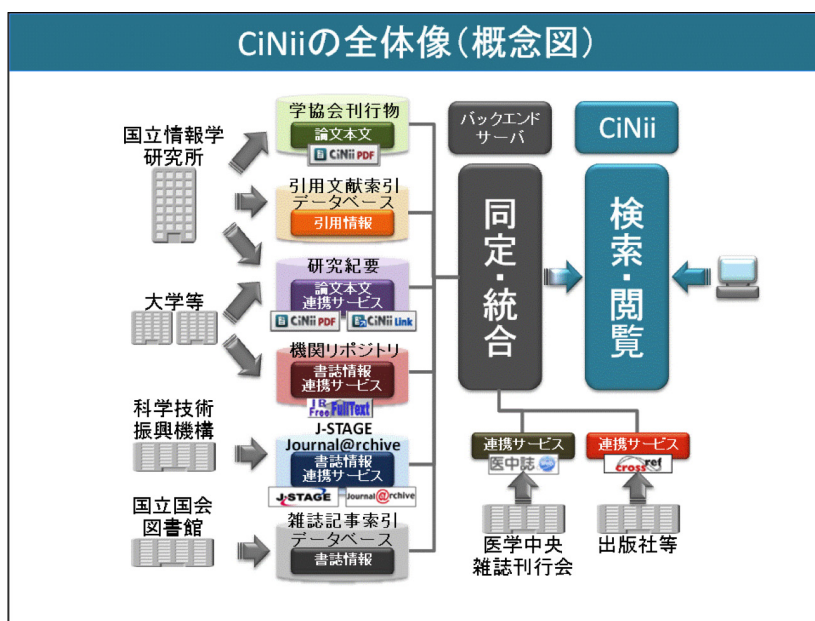 CiNiiの全体像(概念図)
国立情報学
研究所
大学等
科学技術
振興機構
国立国会
図書館
学協会刊行物
論文本文
CiNii PDF
引用文献索引
データベース
引用情報
研究紀要
論文本文
連携サービス
CiNii PDF
CiNii Link
機関リポジトリ
書誌情報
連携サービス
JR
Free FullText
J-STAGE
Journal@rchive
書誌情報
連携サービス
J-STAGE
Journal@rchive
雑誌記事索引
データベース
書誌情報
バックエンド
サーバ
同定・統合
CiNii
検索・閲覧
連携サービス
医中誌
医学中央
雑誌刊行会
連携サービス
crossref
出版社等